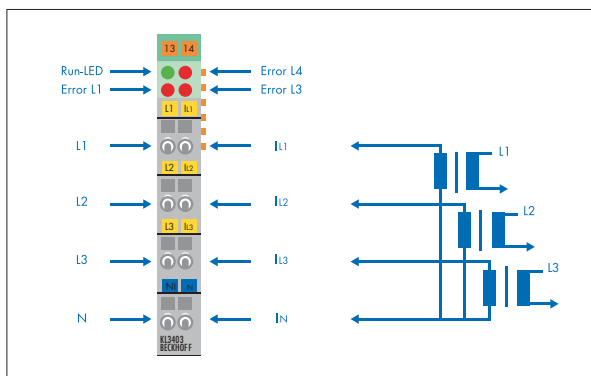 13 14
Run-LED Error L4
Error L1 Error L3
L1 IL1
L1 IL1 L1
L2 IL2
L2 IL2 L2
L3 IL3
L3 IL3 L3
N N
N IN
KL3403
BECKHOFF